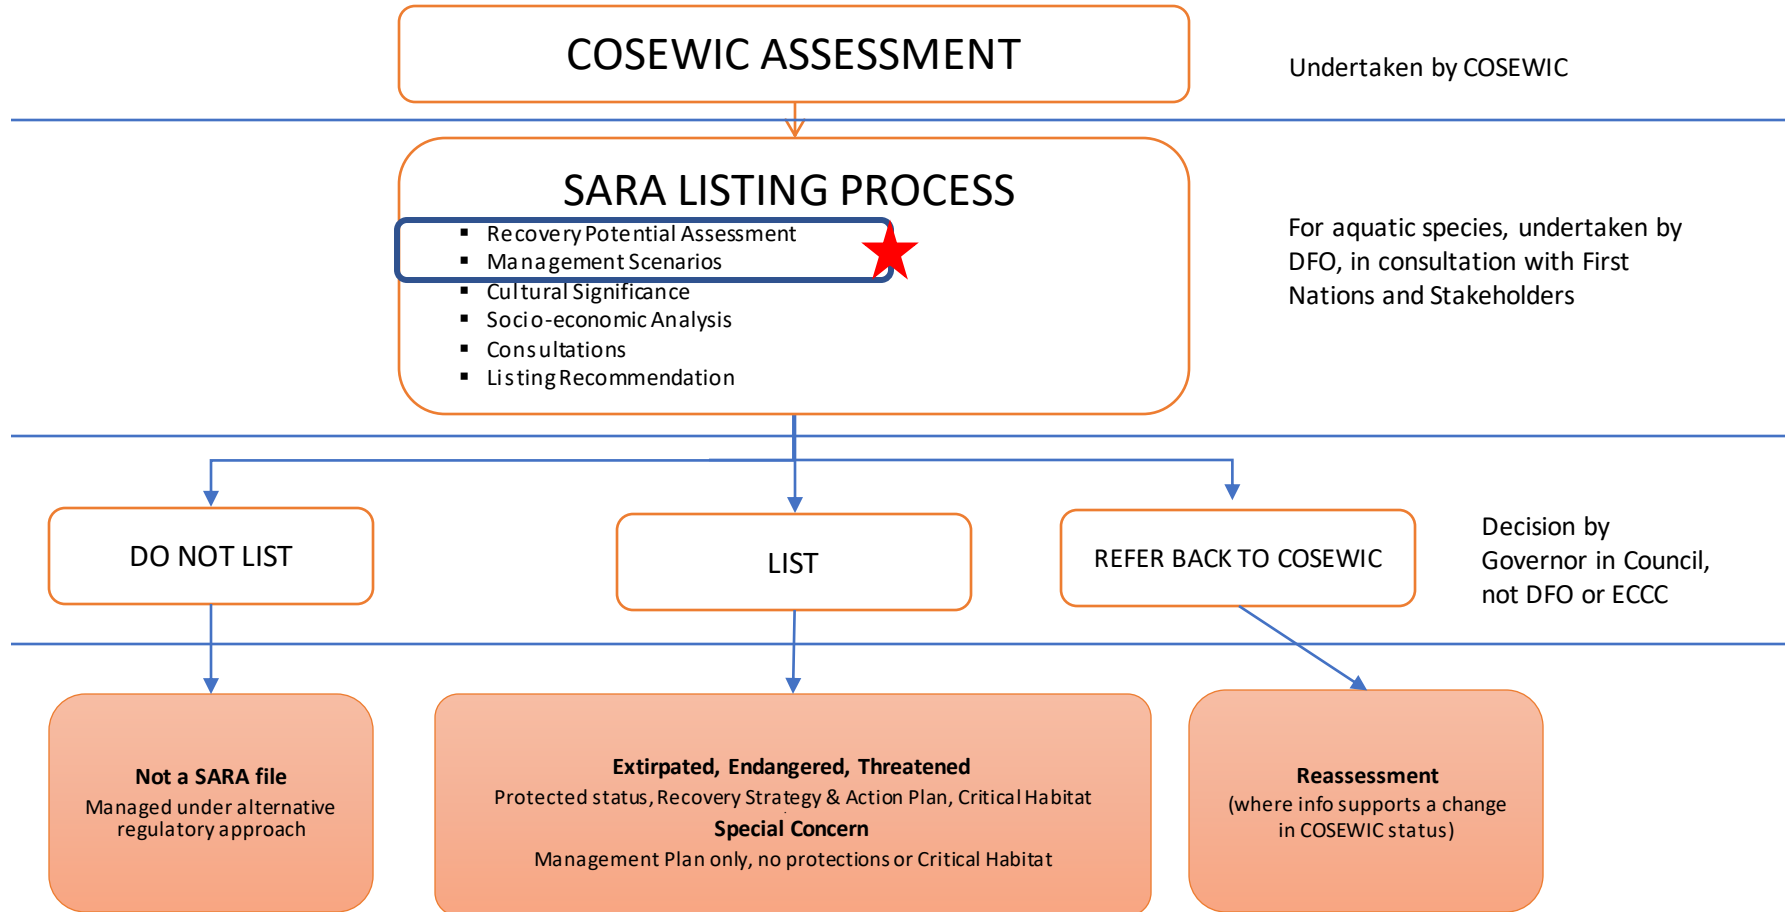 COSEWIC ASSESSMENT
Undertaken by COSEWIC
SARA LISTING PROCESS
▪ Recovery Potential Assessment
▪ Management Scenarios
▪ Cultural Significance
▪ Socio-economic Analysis
▪ Consultations
▪ Listing Recommendation
For aquatic species, undertaken by
DFO, in consultation with First
Nations and Stakeholders
DO NOT LIST
LIST
REFER BACK TO COSEWIC
Decision by
Governor in Council,
not DFO or ECCC
Not a SARA file
Managed under alternative
regulatory approach
Extirpated, Endangered, Threatened
Protected status, Recovery Strategy & Action Plan, Critical Habitat
Special Concern
Management Plan only, no protections or Critical Habitat
Reassessment
(where info supports a change
in COSEWIC status)